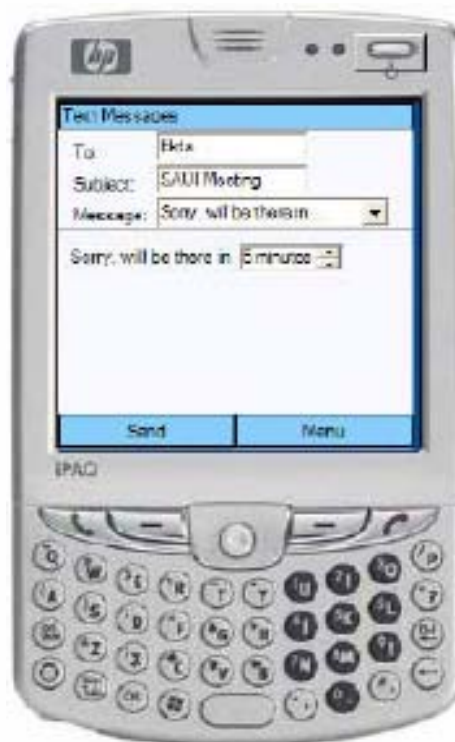 hp
Text Messages
To:
Subject: SAUI Meeting
Message: Sorry, will be there in
Sorry, will be there in 5 minutes
Send Menu
iPAQ
Q W E R T Y U I O P
A S D F G H J K L
Z X C V B N M